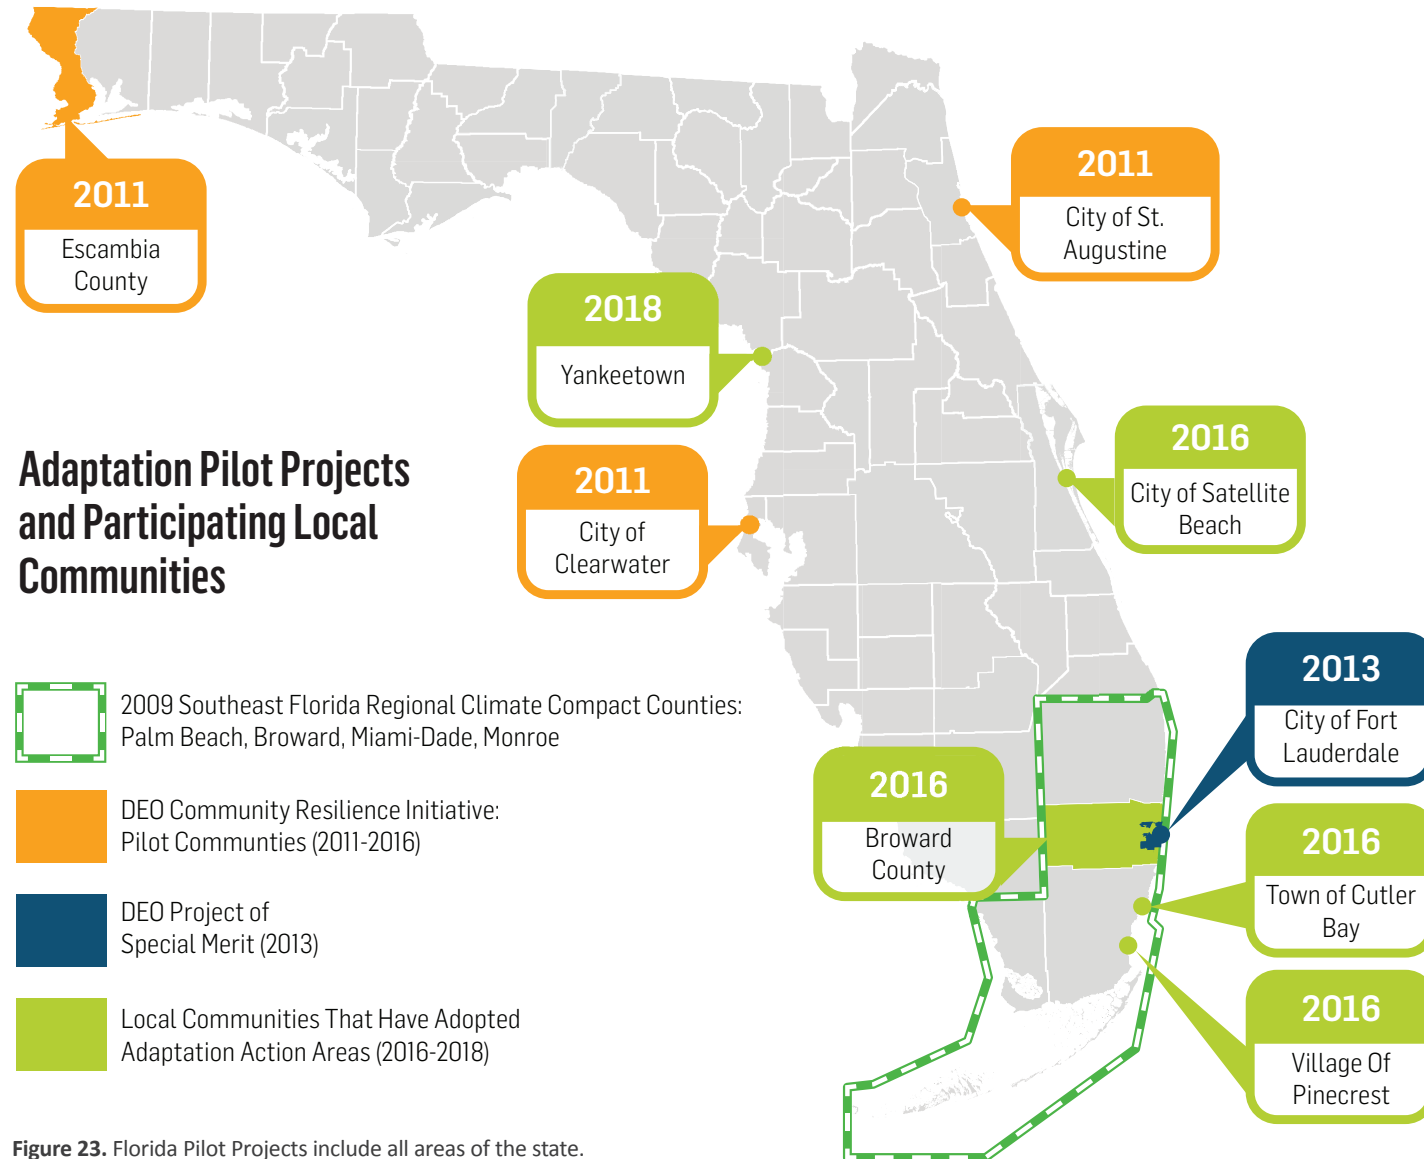 2011
Escambia
County
2011
City of St.
Augustine
2018
Yankeetown
2016
City of Satellite
Beach
2011
City of
Clearwater
Adaptation Pilot Projects
and Participating Local
Communities
2009 Southeast Florida Regional Climate Compact Counties:
Palm Beach, Broward, Miami-Dade, Monroe
DEO Community Resilience Initiative:
Pilot Communties (2011-2016)
DEO Project of
Special Merit (2013)
Local Communities That Have Adopted
Adaptation Action Areas (2016-2018)
2013
City of Fort
Lauderdale
2016
Broward
County
2016
Town of Cutler
Bay
2016
Village Of
Pinecrest
Figure 23. Florida Pilot Projects include all areas of the state.